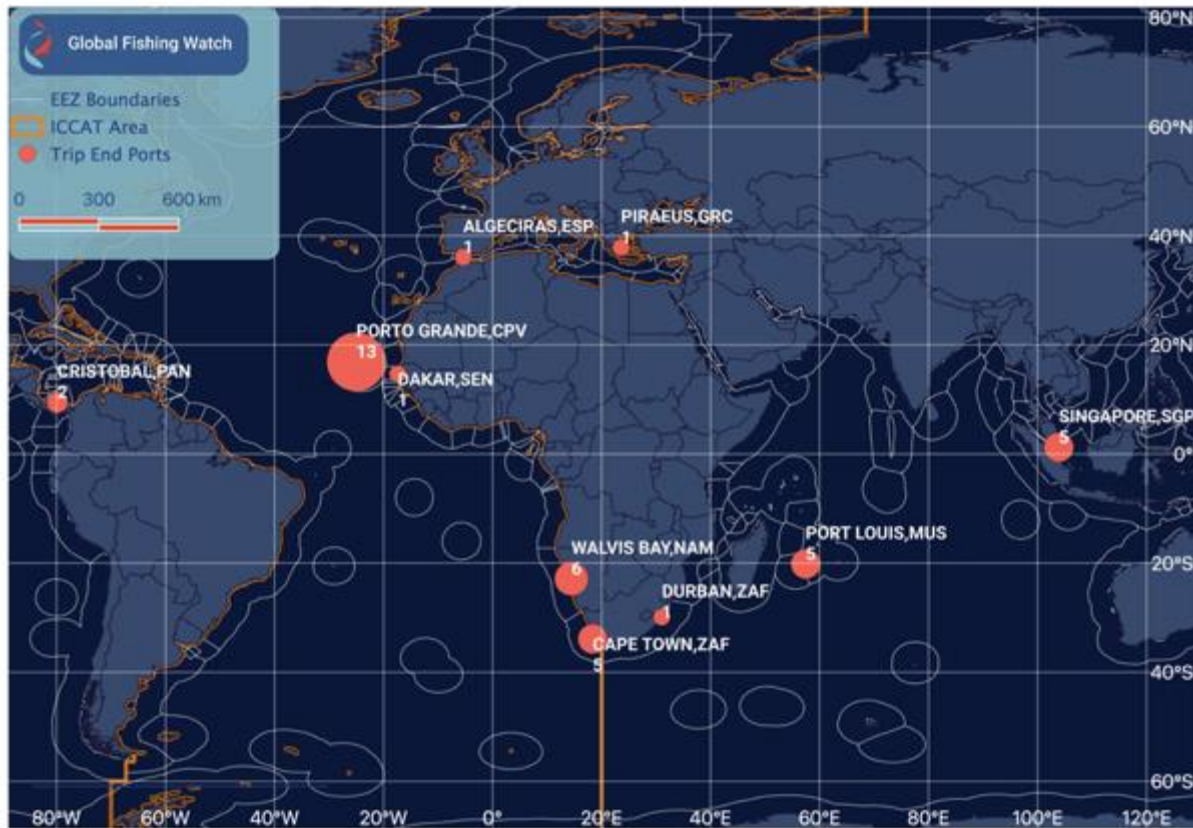 Global Fishing Watch
EEZ Boundaries
ICCAT Area
Trip End Ports
0 300 600 km
80°N
60°N
ALGECIRAS,ESP
1
PIRAEUS,GRC
1
40°N
PORTO GRANDE,CPV
13
20°N
CRISTOBAL,PAN
2
DAKAR,SEN
1
SINGAPORE,SGP
5
0°
PORT LOUIS,MUS
5
WALVIS BAY,NAM
6
20°S
DURBAN,ZAF
1
CAPE TOWN,ZAF
5
40°S
60°S
80°W 60°W 40°W 20°W 0° 20°E 40°E 60°E 80°E 100°E 120°E